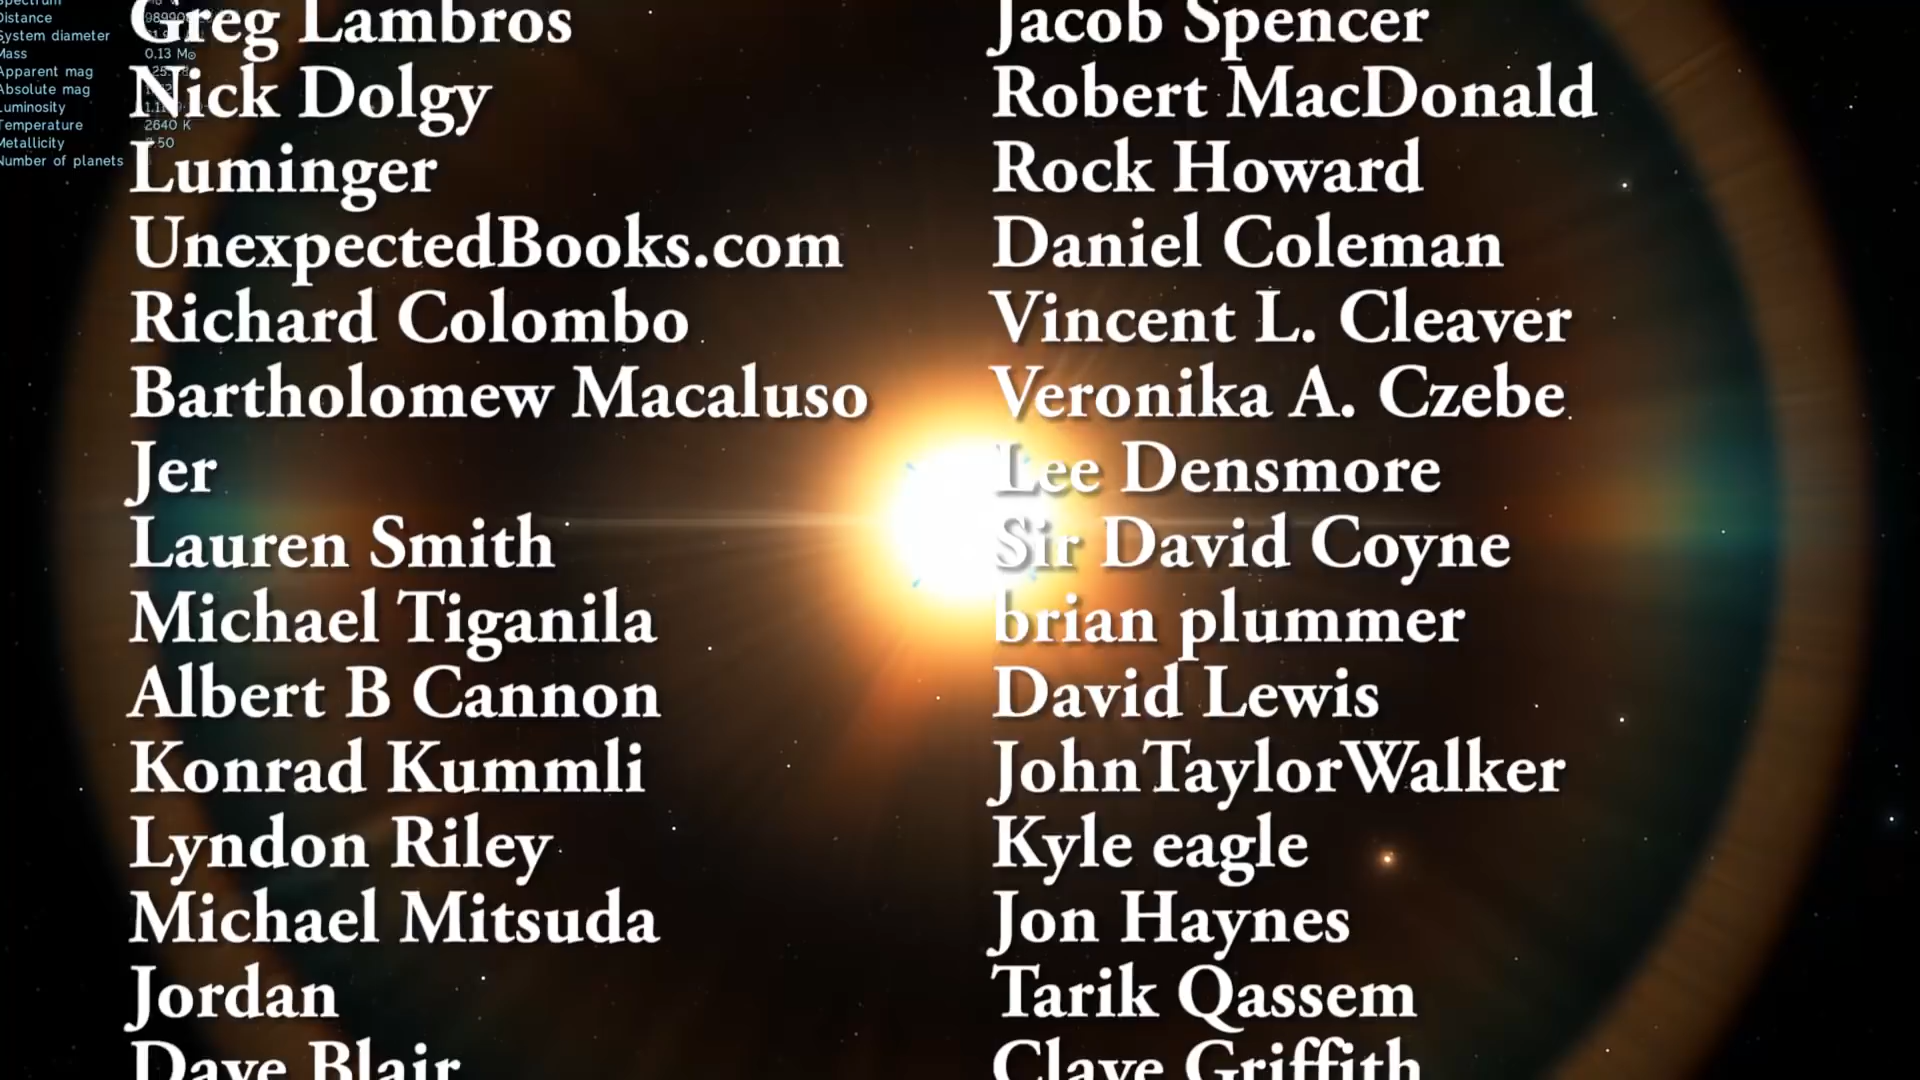 Spectrum
Distance
System diameter
Mass 0.13 M☉
Apparent mag
Absolute mag
Luminosity
Temperature 2640 K
Metallicity
Number of planets
Greg Lambros
Nick Dolgy
Luminger
UnexpectedBooks.com
Richard Colombo
Bartholomew Macaluso
Jer
Lauren Smith
Michael Tiganila
Albert B Cannon
Konrad Kummli
Lyndon Riley
Michael Mitsuda
Jordan
Dave Blair
Jacob Spencer
Robert MacDonald
Rock Howard
Daniel Coleman
Vincent L. Cleaver
Veronika A. Czebe
Lee Densmore
Sir David Coyne
brian plummer
David Lewis
JohnTaylorWalker
Kyle eagle
Jon Haynes
Tarik Qassem
Clave Griffith